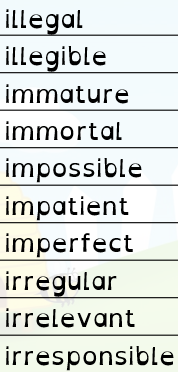 illegal
illegible
immature
immortal
impossible
impatient
imperfect
irregular
irrelevant
irresponsible